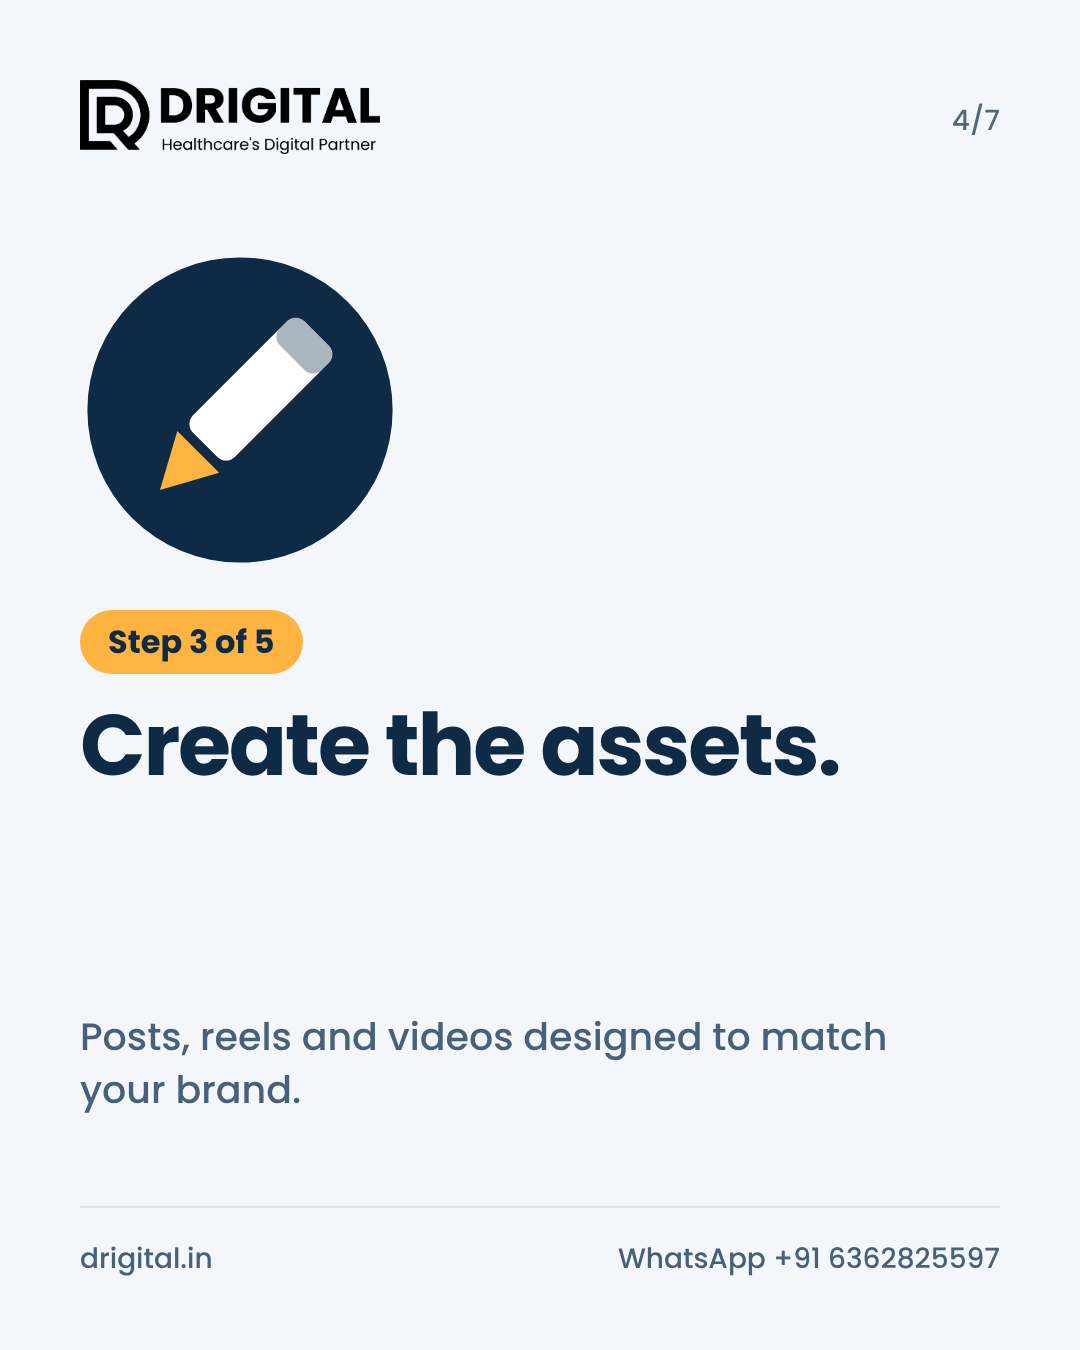 DRIGITAL
Healthcare's Digital Partner
4/7
Step 3 of 5
Create the assets.
Posts, reels and videos designed to match
your brand.
drigital.in
WhatsApp +91 6362825597